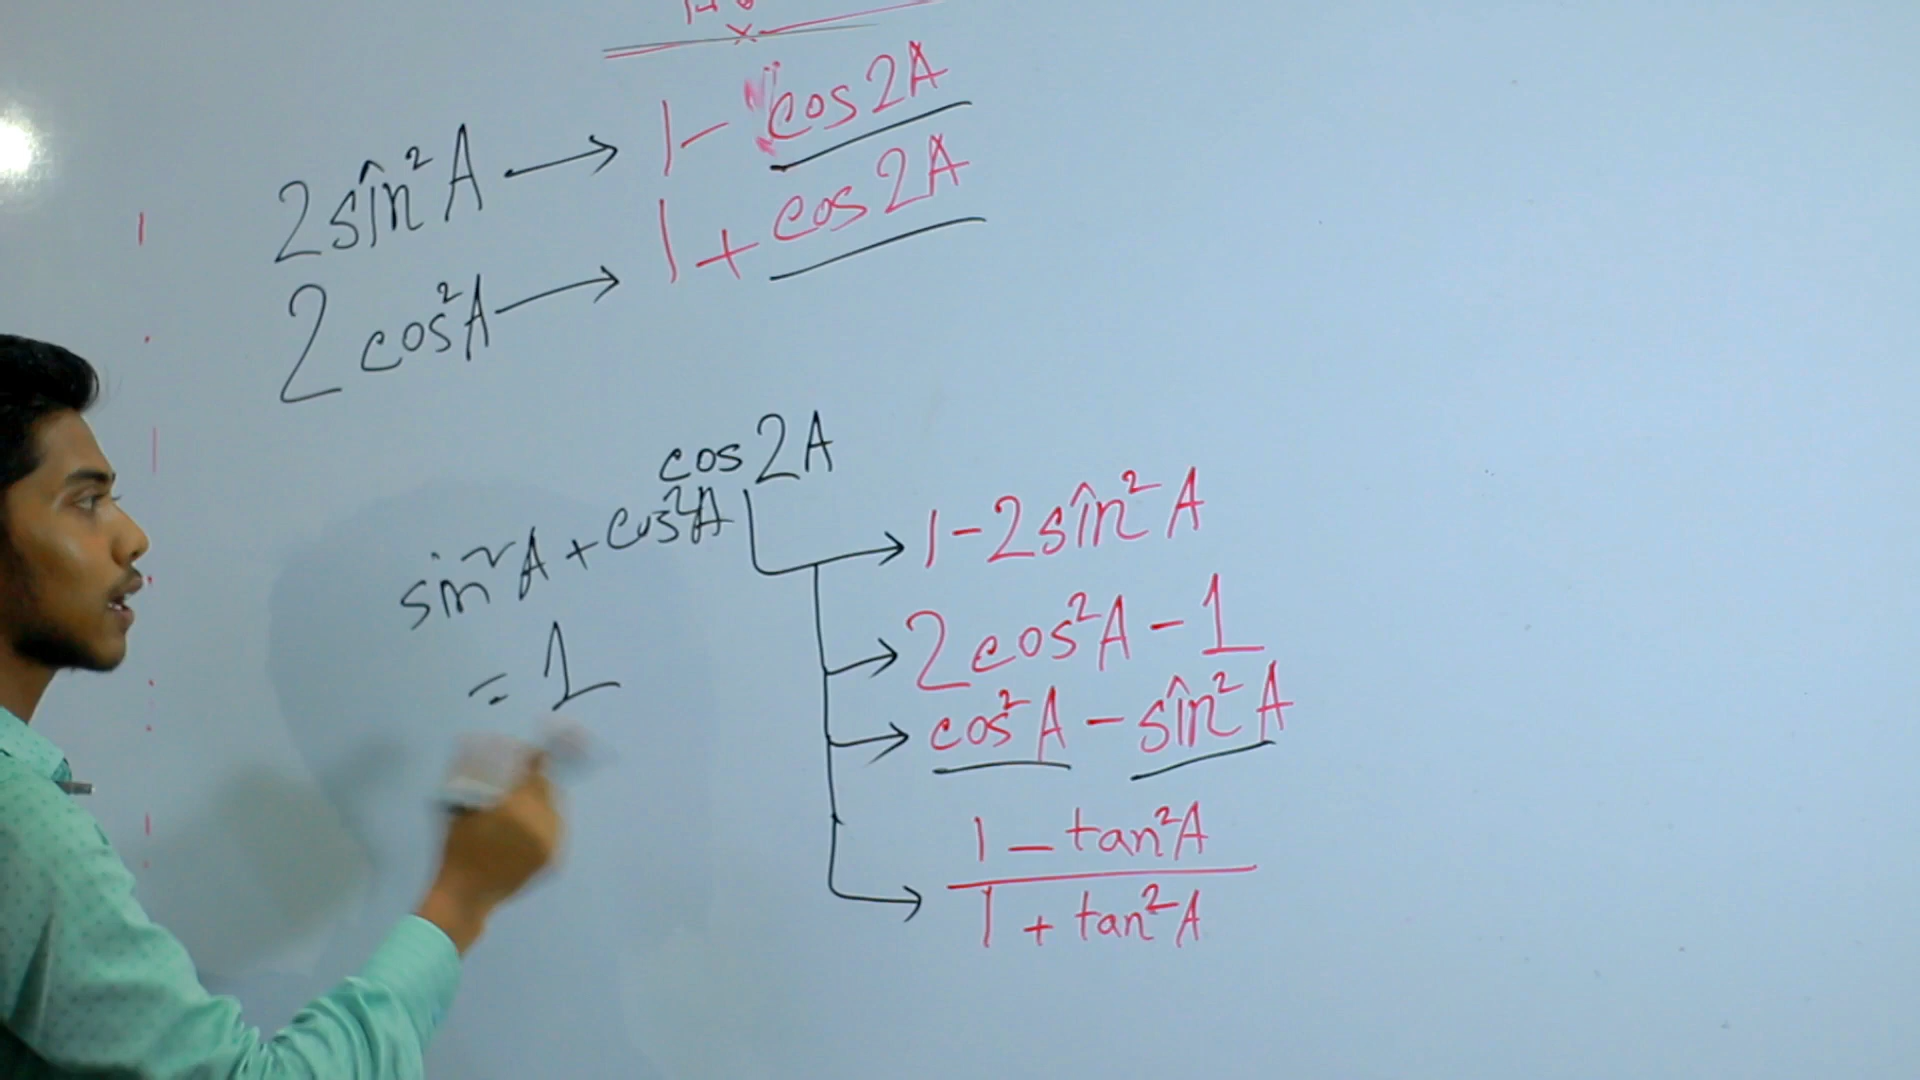 2sin²A → 1 - cos2A
2cos²A → 1 + cos2A
cos2A
sin²A + cos²A
= 1
→ 1 - 2sin²A
→ 2cos²A - 1
→ cos²A - sin²A
→ 1 - tan²A
1 + tan²A